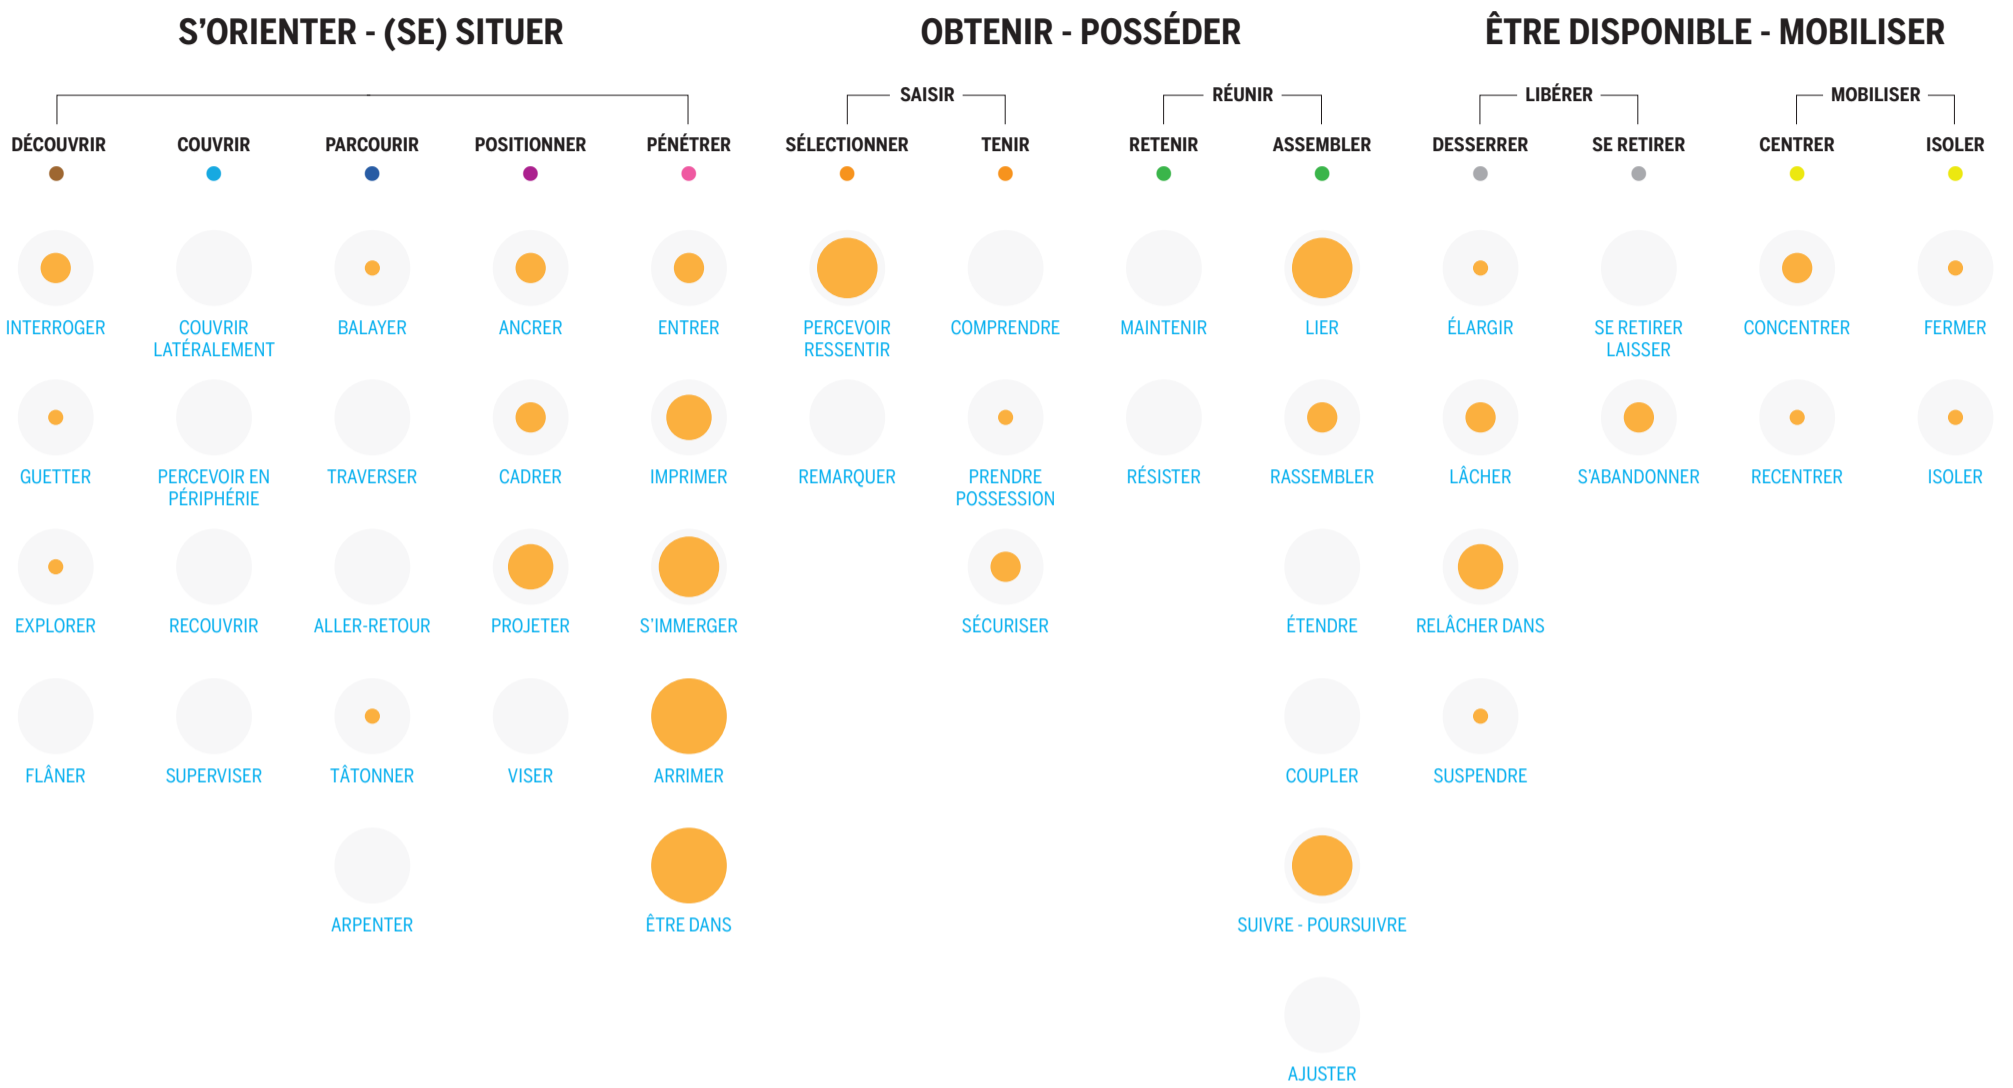 S’ORIENTER - (SE) SITUER
OBTENIR - POSSÉDER
ÊTRE DISPONIBLE - MOBILISER
SAISIR
RÉUNIR
LIBÉRER
MOBILISER
DÉCOUVRIR
COUVRIR
PARCOURIR
POSITIONNER
PÉNÉTRER
SÉLECTIONNER
TENIR
RETENIR
ASSEMBLER
DESSERRER
SE RETIRER
CENTRER
ISOLER
INTERROGER
COUVRIR
LATÉRALEMENT
BALAYER
ANCRER
ENTRER
PERCEVOIR
RESSENTIR
COMPRENDRE
MAINTENIR
LIER
ÉLARGIR
SE RETIRER
LAISSER
CONCENTRER
FERMER
GUETTER
PERCEVOIR EN
PÉRIPHÉRIE
TRAVERSER
CADRER
IMPRIMER
REMARQUER
PRENDRE
POSSESSION
RÉSISTER
RASSEMBLER
LÂCHER
S’ABANDONNER
RECENTRER
ISOLER
EXPLORER
RECOUVRIR
ALLER-RETOUR
PROJETER
S’IMMERGER
SÉCURISER
ÉTENDRE
RELÂCHER DANS
FLÂNER
SUPERVISER
TÂTONNER
VISER
ARRIMER
COUPLER
SUSPENDRE
ARPENTER
ÊTRE DANS
SUIVRE - POURSUIVRE
AJUSTER